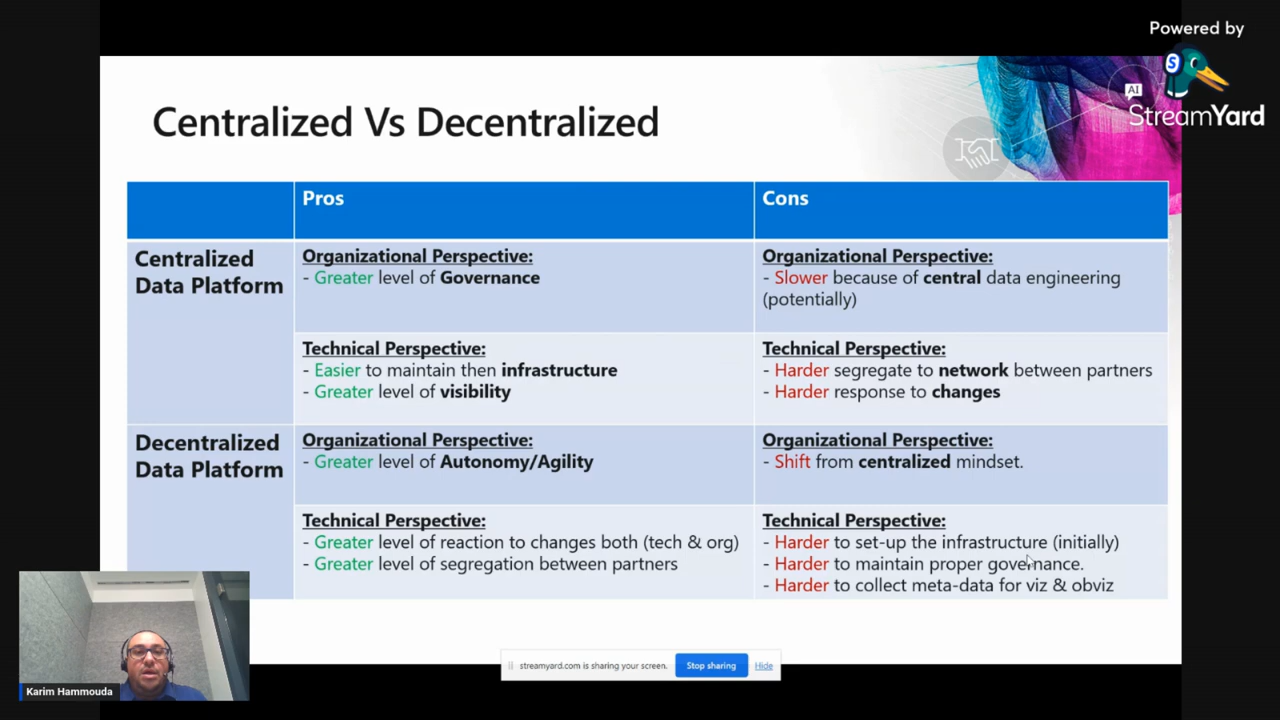 Powered by
S
AI
StreamYard
Centralized Vs Decentralized
Pros
Cons
Centralized
Data Platform
Organizational Perspective:
- Greater level of Governance
Organizational Perspective:
- Slower because of central data engineering
(potentially)
Technical Perspective:
- Easier to maintain then infrastructure
- Greater level of visibility
Technical Perspective:
- Harder segregate to network between partners
- Harder response to changes
Decentralized
Data Platform
Organizational Perspective:
- Greater level of Autonomy/Agility
Organizational Perspective:
- Shift from centralized mindset.
Technical Perspective:
- Greater level of reaction to changes both (tech & org)
- Greater level of segregation between partners
Technical Perspective:
- Harder to set-up the infrastructure (initially)
- Harder to maintain proper governance.
- Harder to collect meta-data for viz & obviz
Karim Hammouda
streamyard.com is sharing your screen.
Stop sharing
Hide